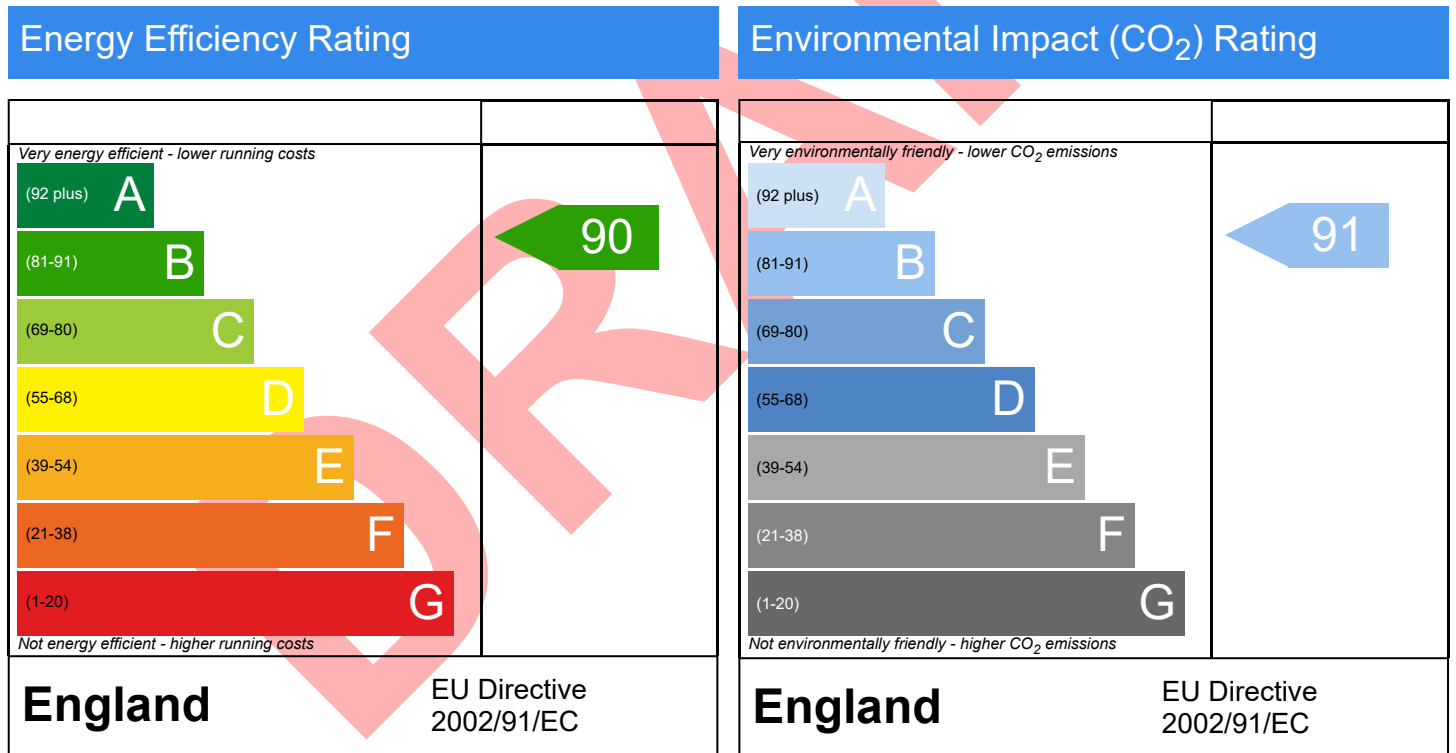 Energy Efficiency Rating
Very energy efficient - lower running costs
(92 plus) A
(81-91) B
(69-80) C
(55-68) D
(39-54) E
(21-38) F
(1-20) G
Not energy efficient - higher running costs
90
England
EU Directive
2002/91/EC
Environmental Impact (CO₂) Rating
Very environmentally friendly - lower CO₂ emissions
(92 plus) A
(81-91) B
(69-80) C
(55-68) D
(39-54) E
(21-38) F
(1-20) G
Not environmentally friendly - higher CO₂ emissions
91
England
EU Directive
2002/91/EC